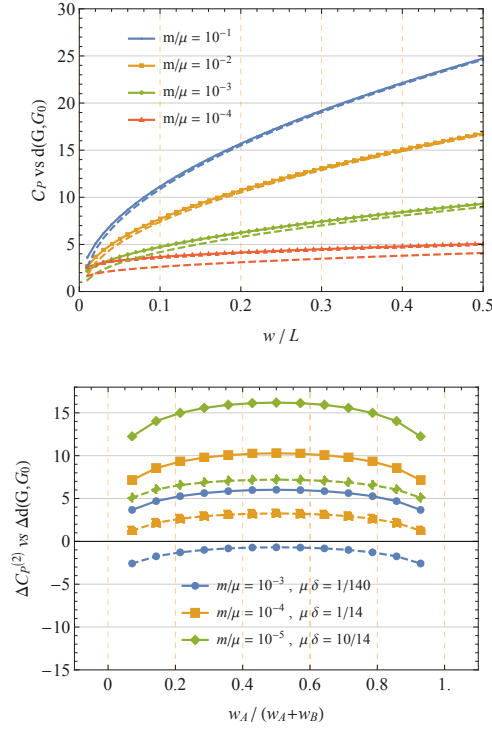 30
25
20
15
10
5
0
C_P vs d(G,G₀)
m/μ = 10⁻¹
m/μ = 10⁻²
m/μ = 10⁻³
m/μ = 10⁻⁴
0 0.1 0.2 0.3 0.4 0.5
w / L
15
10
5
0
−5
−10
−15
ΔC_P⁽²⁾ vs Δd(G,G₀)
m/μ = 10⁻³ , μ δ = 1/140
m/μ = 10⁻⁴ , μ δ = 1/14
m/μ = 10⁻⁵ , μ δ = 10/14
0 0.2 0.4 0.6 0.8 1.
w_A / (w_A+w_B)